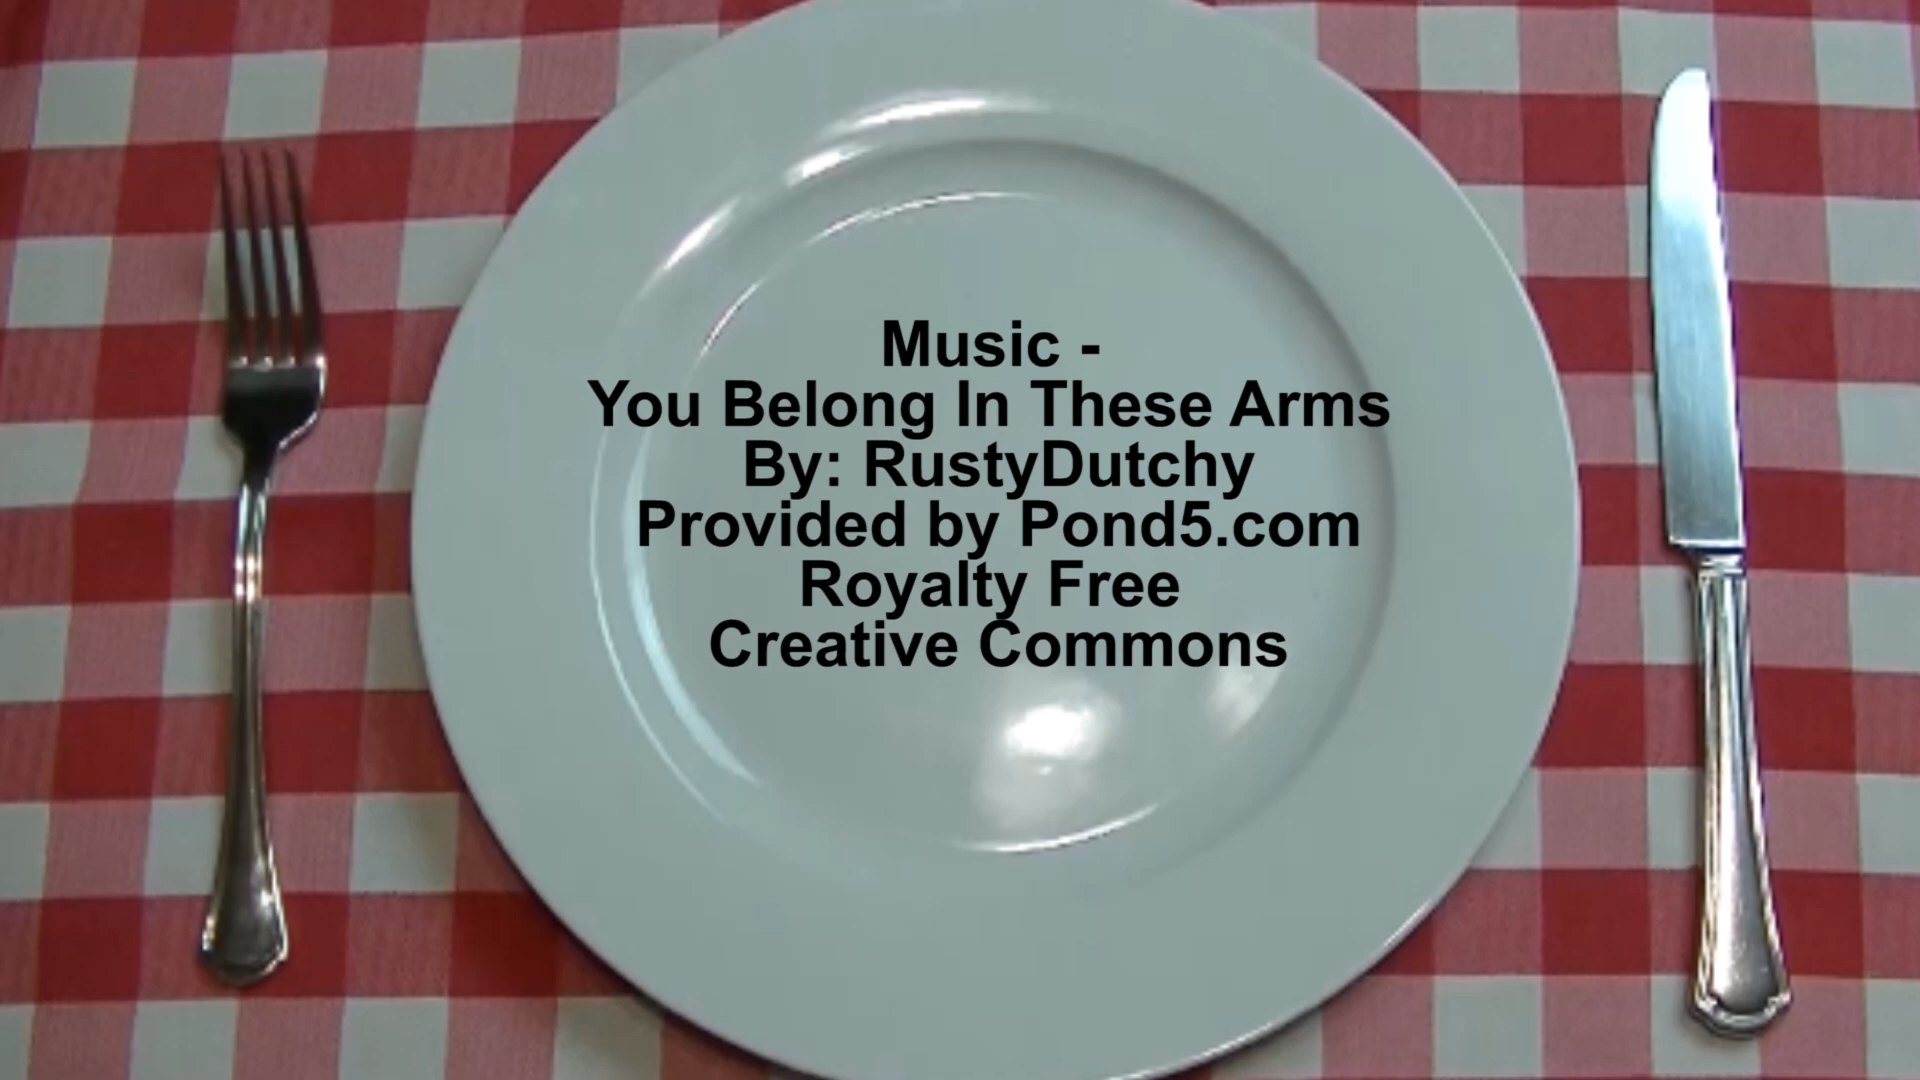 Music -
You Belong In These Arms
By: RustyDutchy
Provided by Pond5.com
Royalty Free
Creative Commons